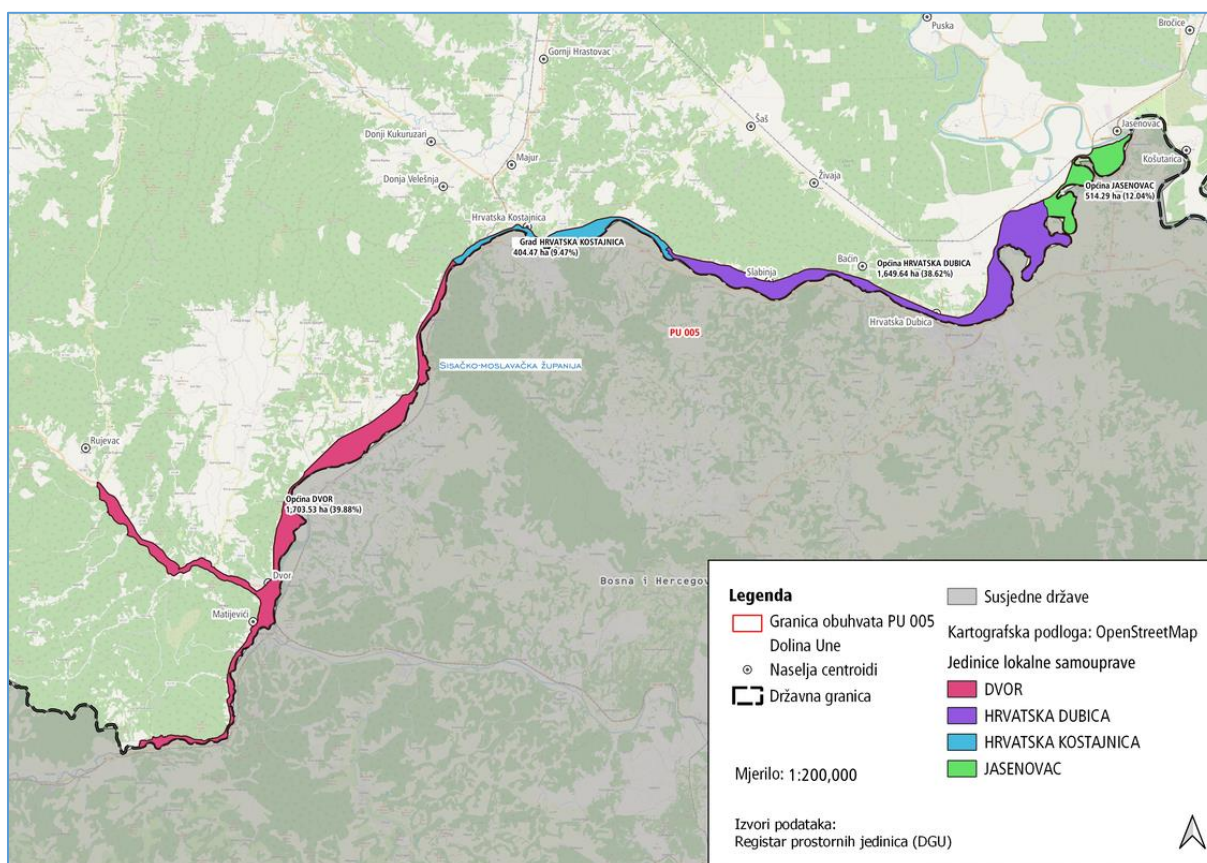 Puska
Bročice
Gornji Hrastovac
Šaš
Jasenovac
Donji Kukuruzari
Košutarica
Majur
Donja Velešnja
Živaja
Općina JASENOVAC
514.29 ha (12.04%)
Hrvatska Kostajnica
Grad HRVATSKA KOSTAJNICA
404.47 ha (9.47%)
Baćin
Općina HRVATSKA DUBICA
1,649.64 ha (38.62%)
Slabinja
Hrvatska Dubica
PU 005
SISAČKO-MOSLAVAČKA ŽUPANIJA
Rujevac
Općina DVOR
1,703.53 ha (39.88%)
Dvor
Bosna i Hercegov
Matijevići
Legenda
Granica obuhvata PU 005
Dolina Une
Naselja centroidi
Državna granica
Mjerilo: 1:200,000
Izvori podataka:
Registar prostornih jedinica (DGU)
Susjedne države
Kartografska podloga: OpenStreetMap
Jedinice lokalne samouprave
DVOR
HRVATSKA DUBICA
HRVATSKA KOSTAJNICA
JASENOVAC